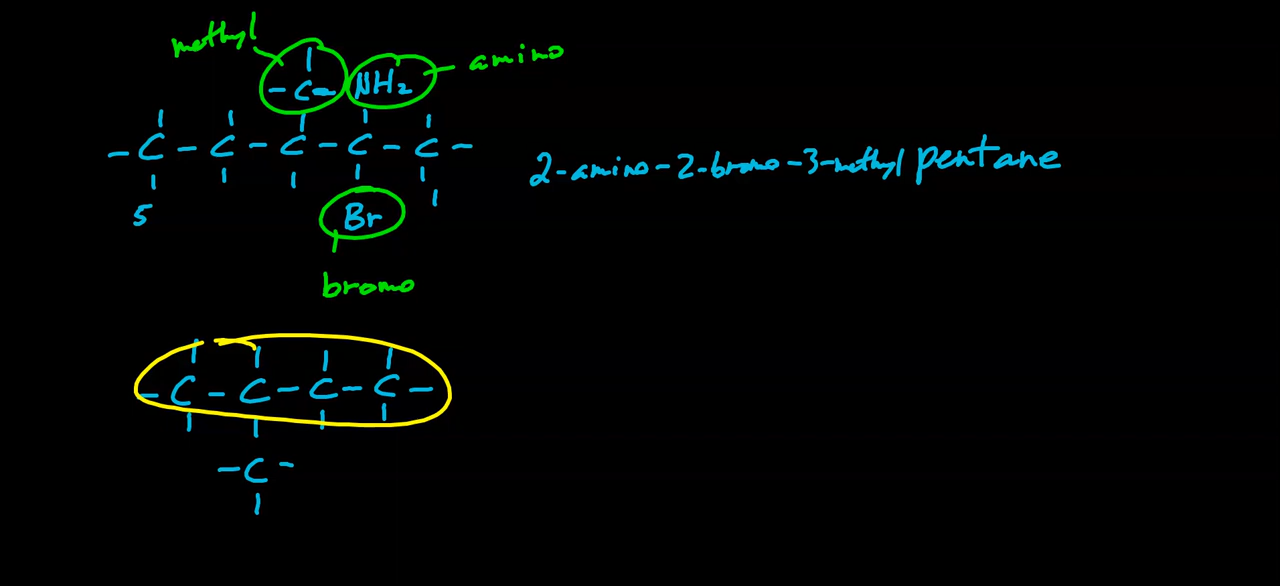 methyl
-C- NH₂ amino
-C-C-C-C-C-
2-amino-2-bromo-3-methyl pentane
5 Br 1
bromo
-C-C-C-C-
-C-